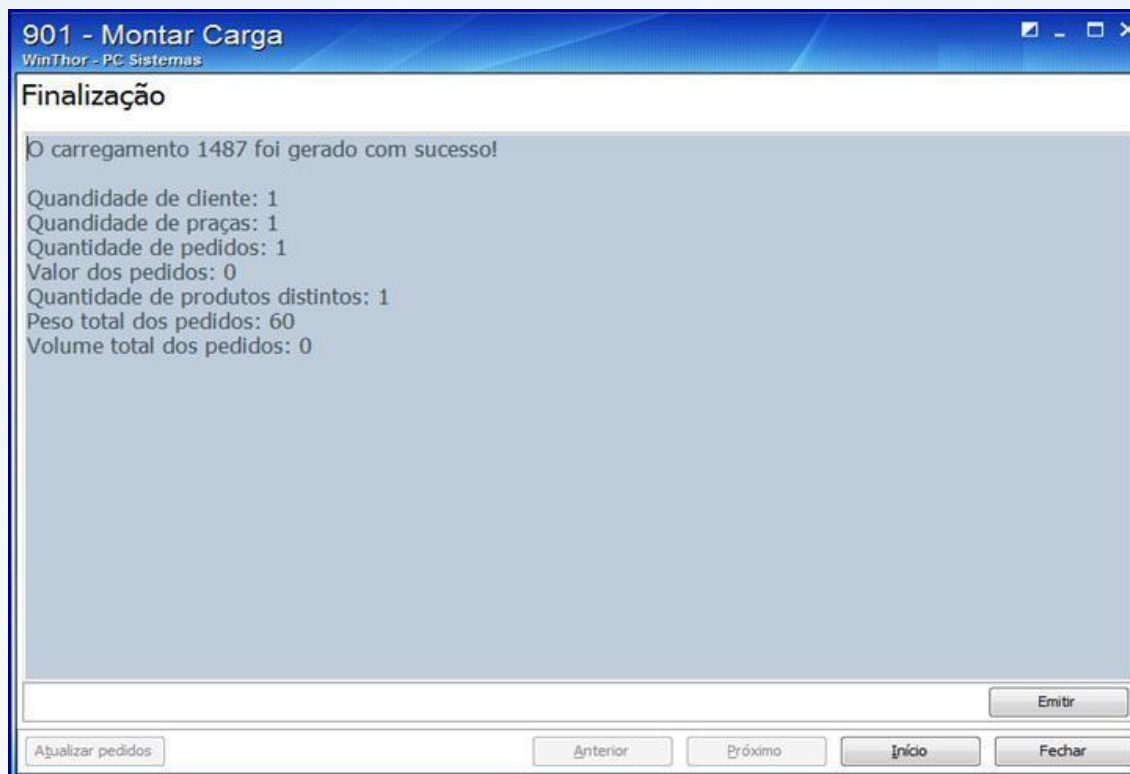 901 - Montar Carga
WinThor - PC Sistemas
Finalização
O carregamento 1487 foi gerado com sucesso!
Quandidade de cliente: 1
Quandidade de praças: 1
Quantidade de pedidos: 1
Valor dos pedidos: 0
Quantidade de produtos distintos: 1
Peso total dos pedidos: 60
Volume total dos pedidos: 0
Emitir
Atualizar pedidos Anterior Próximo Início Fechar